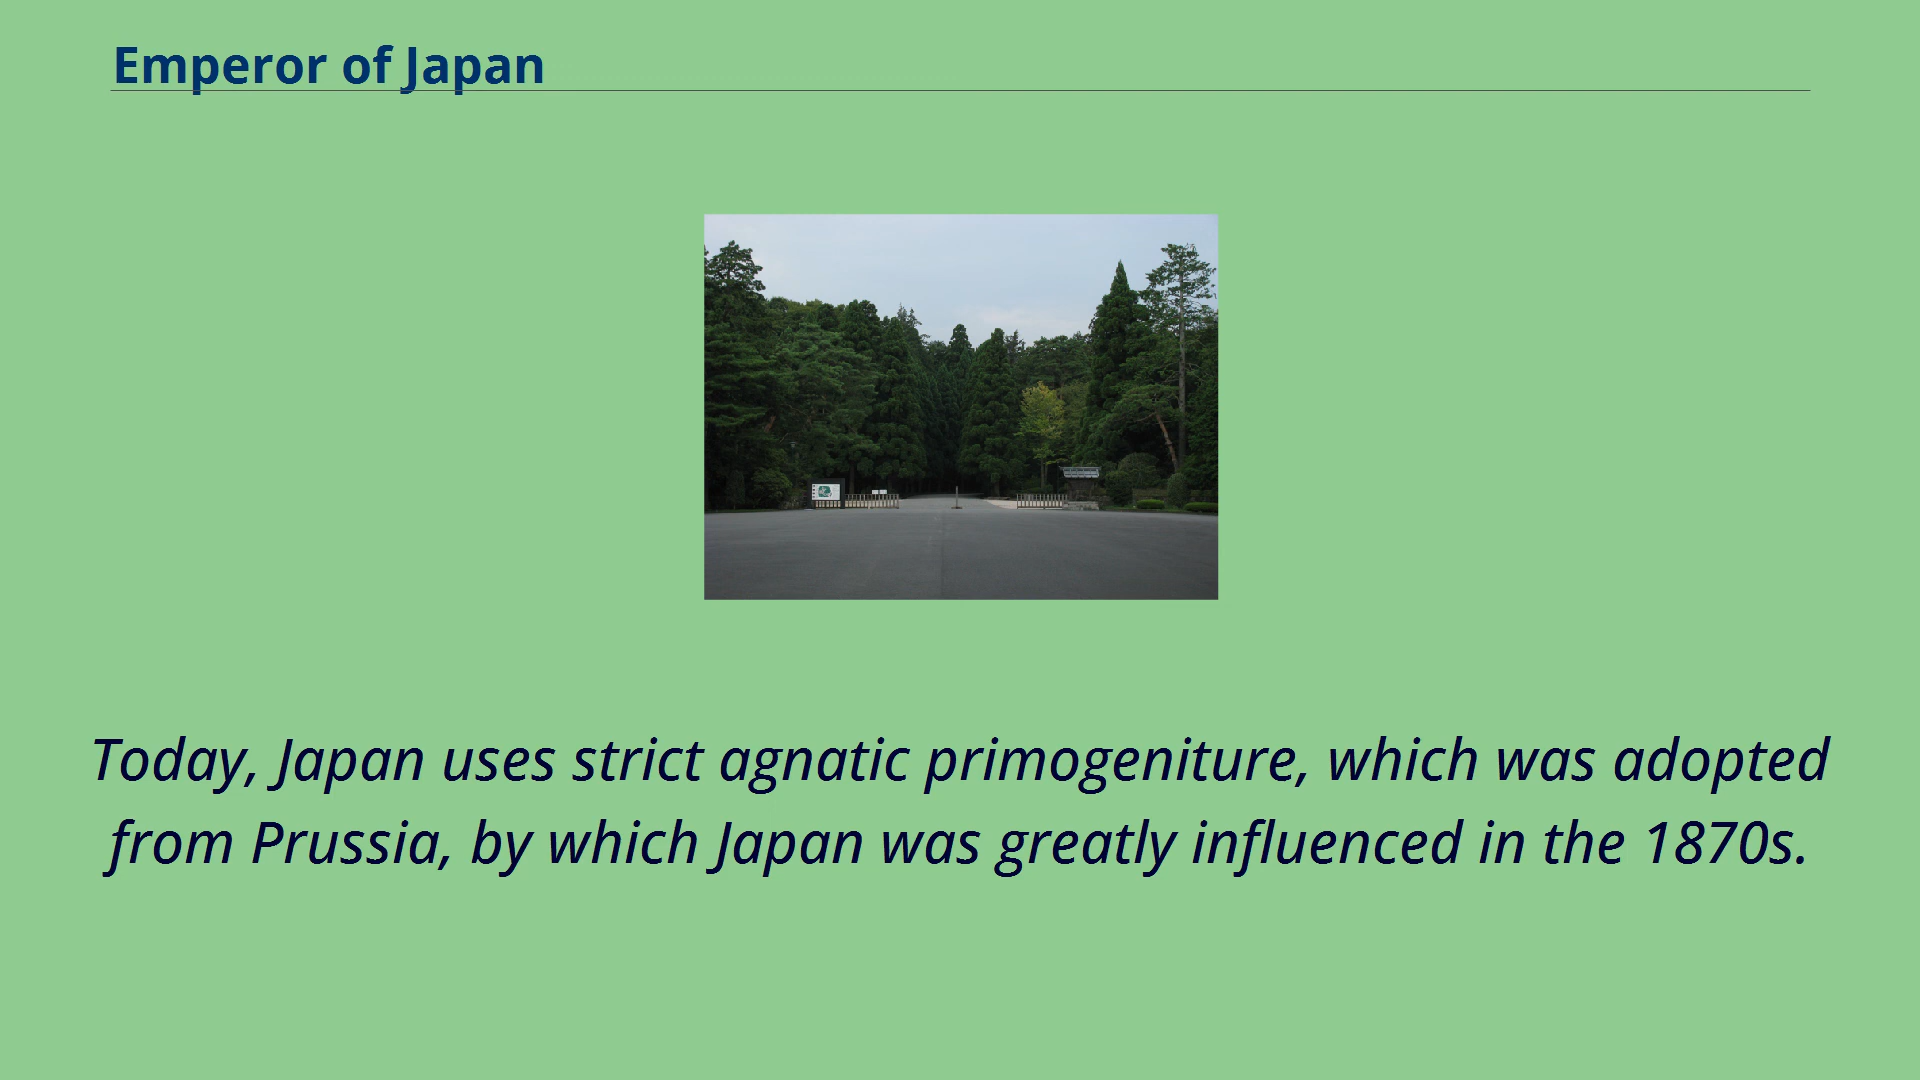 Emperor of Japan
Today, Japan uses strict agnatic primogeniture, which was adopted
from Prussia, by which Japan was greatly influenced in the 1870s.